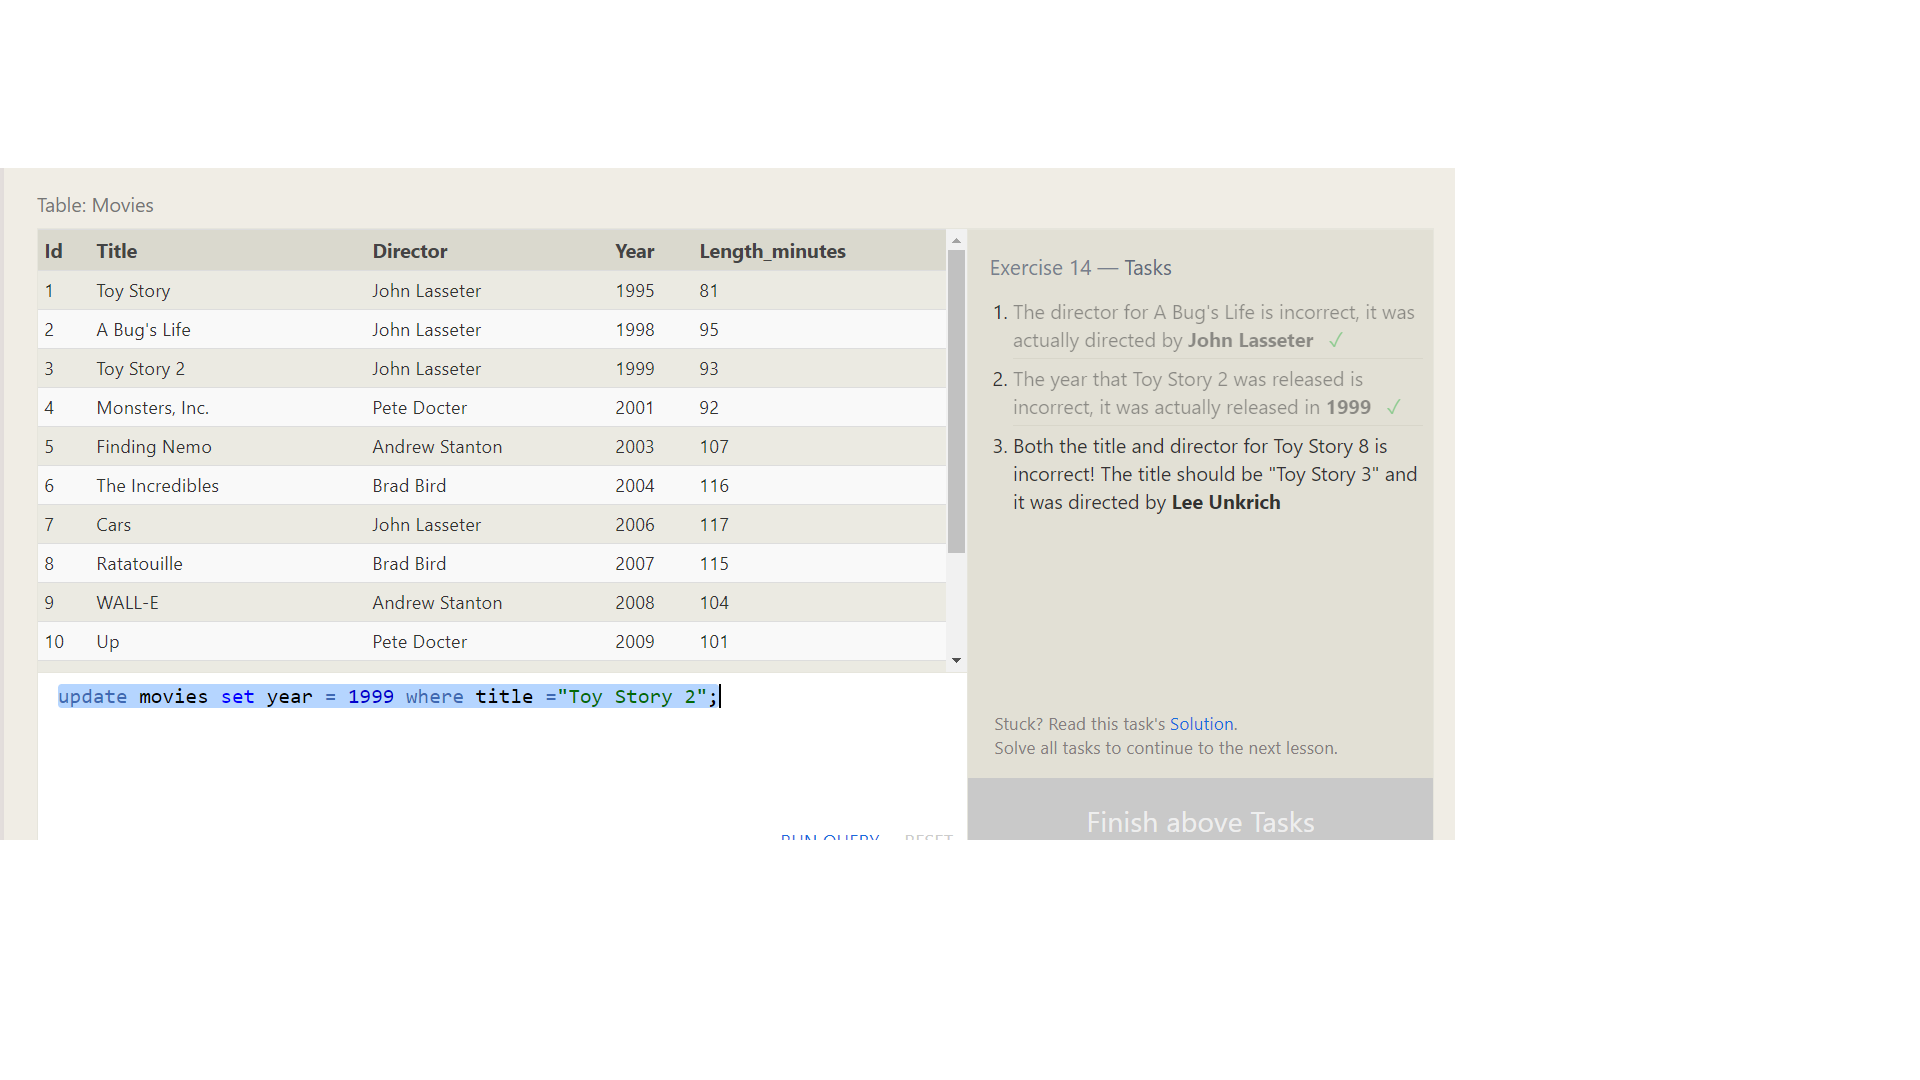 Table: Movies
Id Title Director Year Length_minutes
1 Toy Story John Lasseter 1995 81
2 A Bug's Life John Lasseter 1998 95
3 Toy Story 2 John Lasseter 1999 93
4 Monsters, Inc. Pete Docter 2001 92
5 Finding Nemo Andrew Stanton 2003 107
6 The Incredibles Brad Bird 2004 116
7 Cars John Lasseter 2006 117
8 Ratatouille Brad Bird 2007 115
9 WALL-E Andrew Stanton 2008 104
10 Up Pete Docter 2009 101
update movies set year = 1999 where title ="Toy Story 2";
RUN QUERY RESET
Exercise 14 — Tasks
1. The director for A Bug's Life is incorrect, it was
actually directed by John Lasseter ✓
2. The year that Toy Story 2 was released is
incorrect, it was actually released in 1999 ✓
3. Both the title and director for Toy Story 8 is
incorrect! The title should be "Toy Story 3" and
it was directed by Lee Unkrich
Stuck? Read this task's Solution.
Solve all tasks to continue to the next lesson.
Finish above Tasks